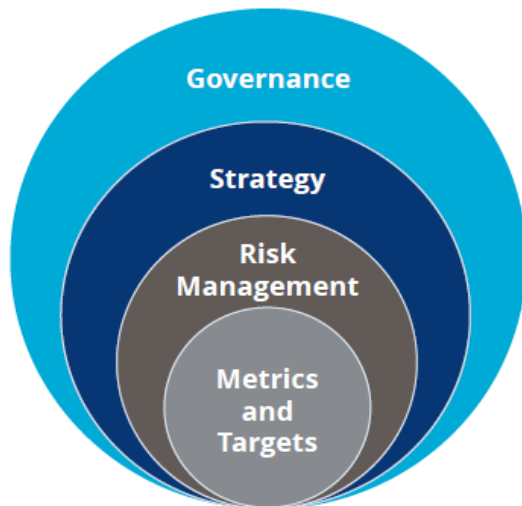 Governance
Strategy
Risk
Management
Metrics
and
Targets